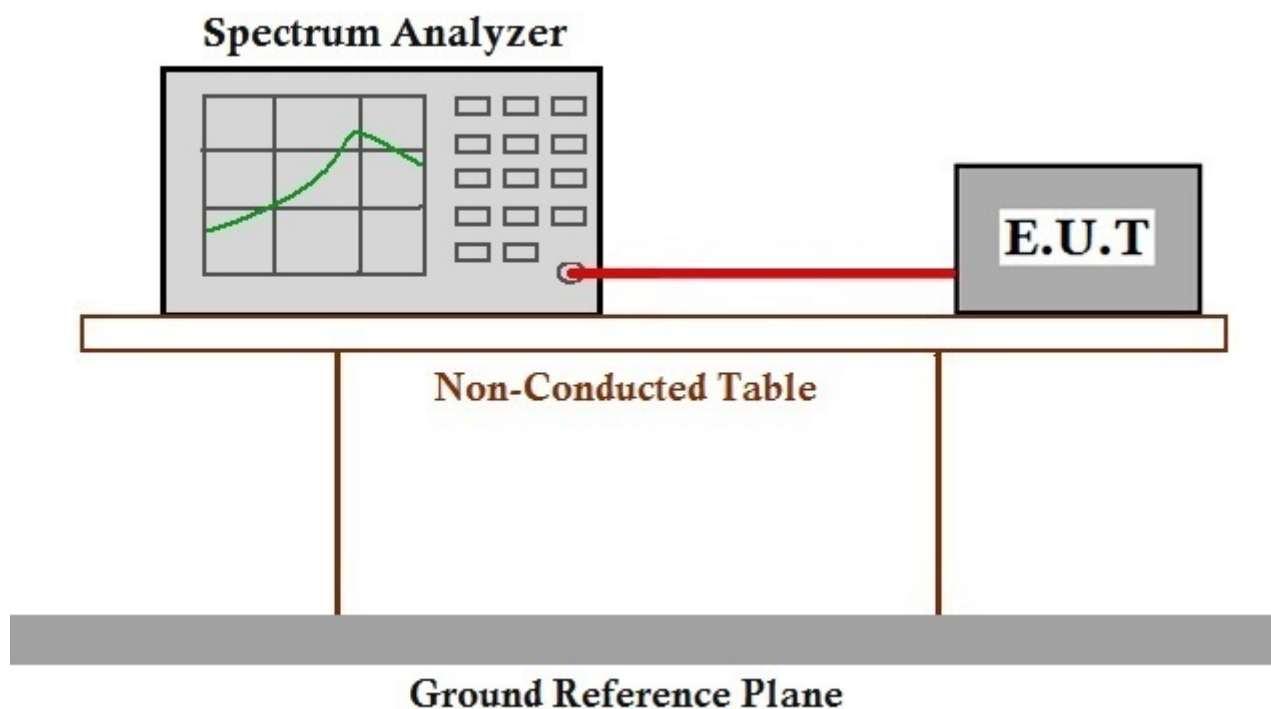 Spectrum Analyzer
E.U.T
Non-Conducted Table
Ground Reference Plane